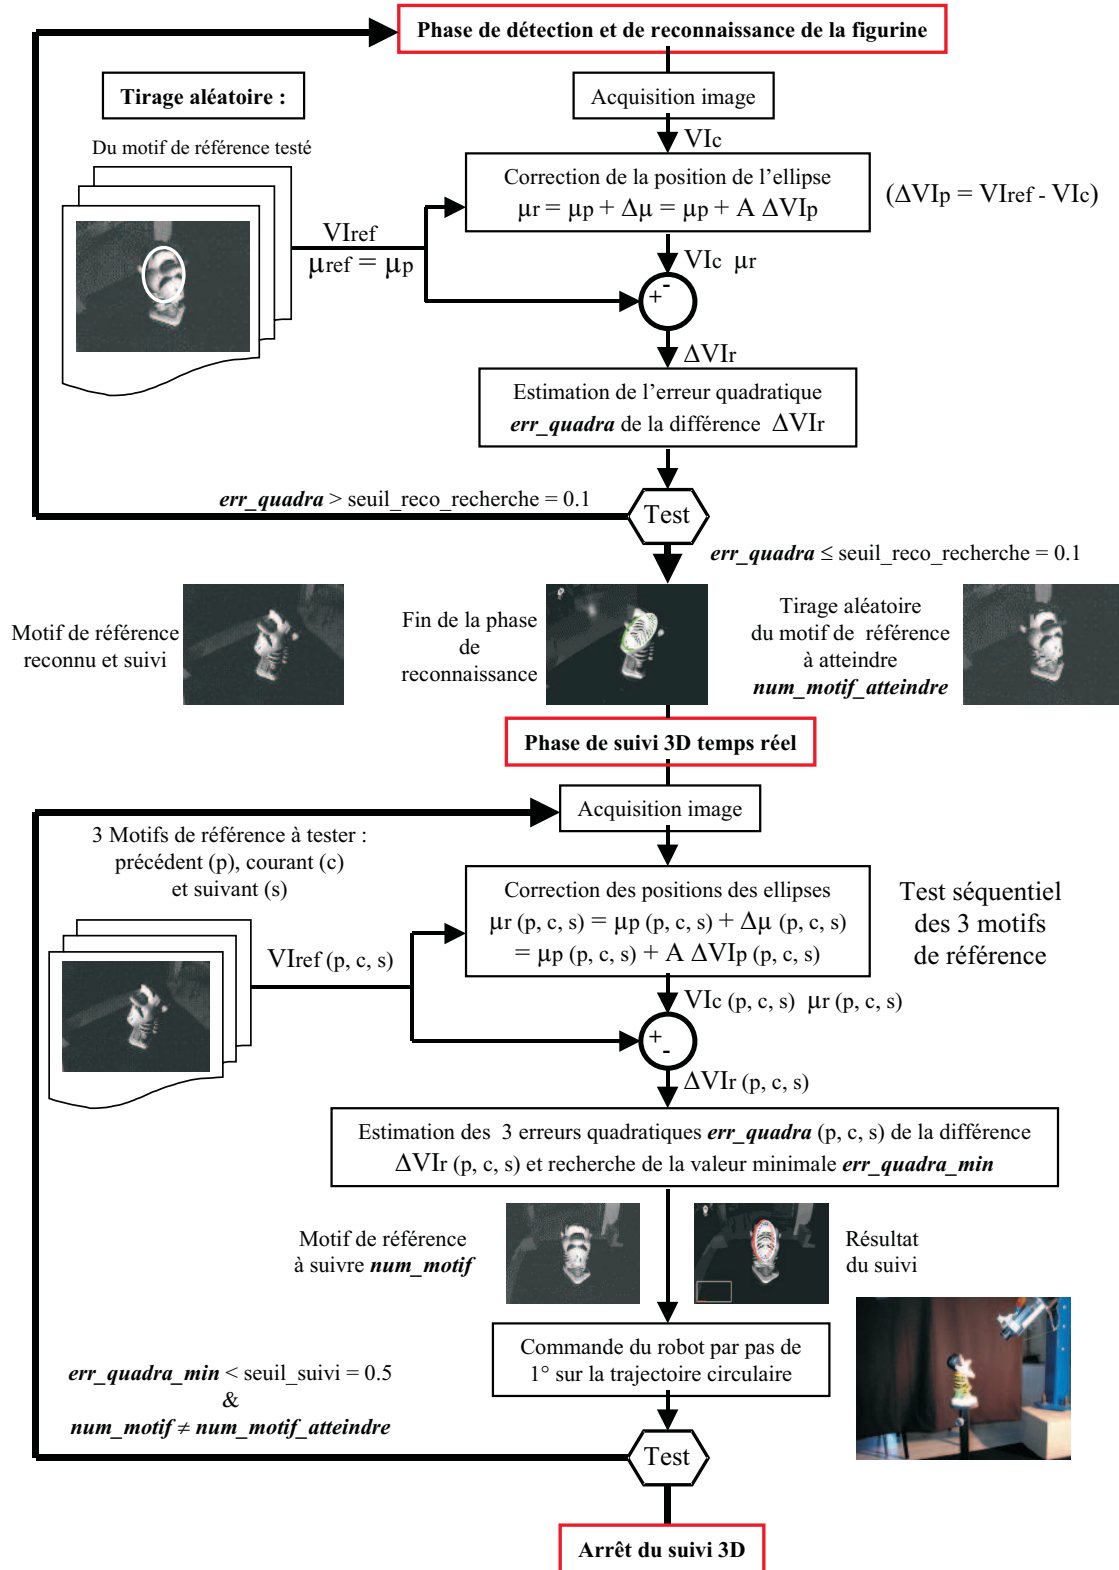 Phase de détection et de reconnaissance de la figurine
Tirage aléatoire :
Acquisition image
Du motif de référence testé
VIc
Correction de la position de l'ellipse
μr = μp + Δμ = μp + A ΔVIp
(ΔVIp = VIref - VIc)
VIref
μref = μp
VIc μr
+ -
ΔVIr
Estimation de l'erreur quadratique
err_quadra de la différence ΔVIr
err_quadra > seuil_reco_recherche = 0.1
Test
err_quadra ≤ seuil_reco_recherche = 0.1
Motif de référence
reconnu et suivi
Fin de la phase
de
reconnaissance
Tirage aléatoire
du motif de référence
à atteindre
num_motif_atteindre
Phase de suivi 3D temps réel
Acquisition image
3 Motifs de référence à tester :
précédent (p), courant (c)
et suivant (s)
Correction des positions des ellipses
μr (p, c, s) = μp (p, c, s) + Δμ (p, c, s)
= μp (p, c, s) + A ΔVIp (p, c, s)
Test séquentiel
des 3 motifs
de référence
VIref (p, c, s)
VIc (p, c, s) μr (p, c, s)
+ -
ΔVIr (p, c, s)
Estimation des 3 erreurs quadratiques err_quadra (p, c, s) de la différence
ΔVIr (p, c, s) et recherche de la valeur minimale err_quadra_min
Motif de référence
à suivre num_motif
Résultat
du suivi
Commande du robot par pas de
1° sur la trajectoire circulaire
err_quadra_min < seuil_suivi = 0.5
&
num_motif ≠ num_motif_atteindre
Test
Arrêt du suivi 3D